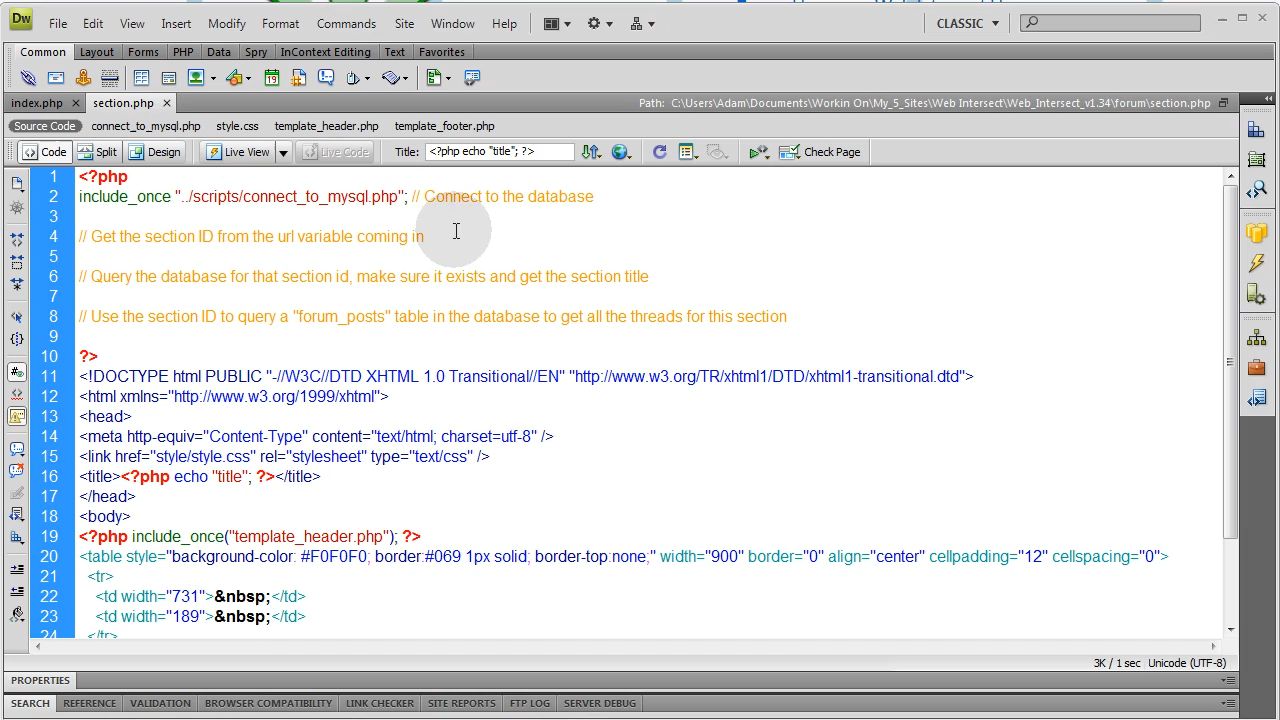 Dw File Edit View Insert Modify Format Commands Site Window Help CLASSIC
Common Layout Forms PHP Data Spry InContext Editing Text Favorites
index.php section.php Path: C:\Users\Adam\Documents\Workin On\My_5_Sites\Web Intersect\Web_Intersect_v1.34\forum\section.php
Source Code connect_to_mysql.php style.css template_header.php template_footer.php
Code Split Design Live View Live Code Title: <?php echo "title"; ?> Check Page
1 <?php
2 include_once "../scripts/connect_to_mysql.php"; // Connect to the database
3
4 // Get the section ID from the url variable coming in
5
6 // Query the database for that section id, make sure it exists and get the section title
7
8 // Use the section ID to query a "forum_posts" table in the database to get all the threads for this section
9
10 ?>
11 <!DOCTYPE html PUBLIC "-//W3C//DTD XHTML 1.0 Transitional//EN" "http://www.w3.org/TR/xhtml1/DTD/xhtml1-transitional.dtd">
12 <html xmlns="http://www.w3.org/1999/xhtml">
13 <head>
14 <meta http-equiv="Content-Type" content="text/html; charset=utf-8" />
15 <link href="style/style.css" rel="stylesheet" type="text/css" />
16 <title><?php echo "title"; ?></title>
17 </head>
18 <body>
19 <?php include_once("template_header.php"); ?>
20 <table style="background-color: #F0F0F0; border:#069 1px solid; border-top:none;" width="900" border="0" align="center" cellpadding="12" cellspacing="0">
21 <tr>
22 <td width="731">&nbsp;</td>
23 <td width="189">&nbsp;</td>
24 </tr>
3K / 1 sec Unicode (UTF-8)
PROPERTIES
SEARCH REFERENCE VALIDATION BROWSER COMPATIBILITY LINK CHECKER SITE REPORTS FTP LOG SERVER DEBUG